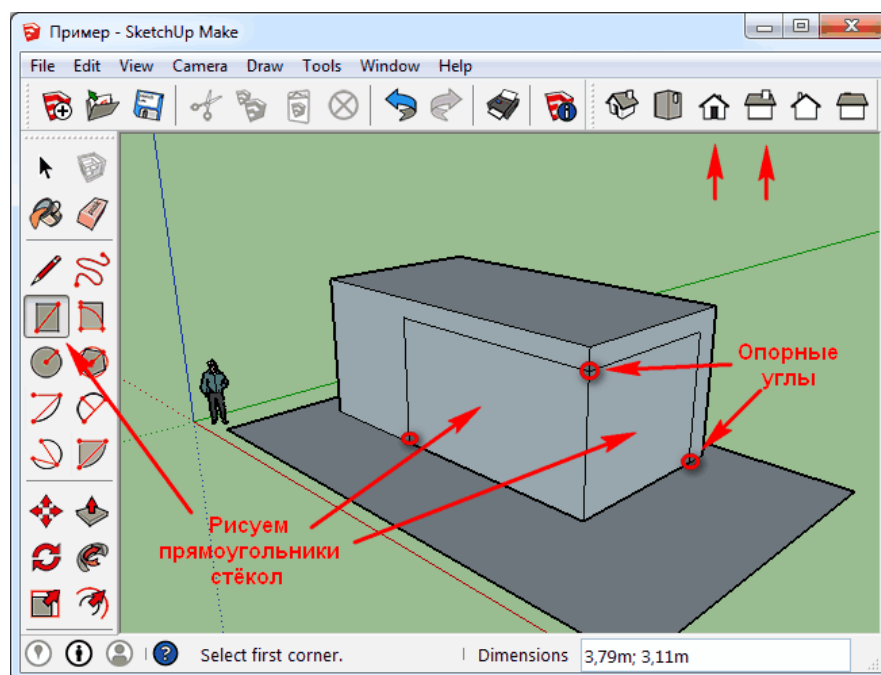 Пример - SketchUp Make
File Edit View Camera Draw Tools Window Help
Опорные
углы
Рисуем
прямоугольники
стёкол
Select first corner.
Dimensions 3,79m; 3,11m